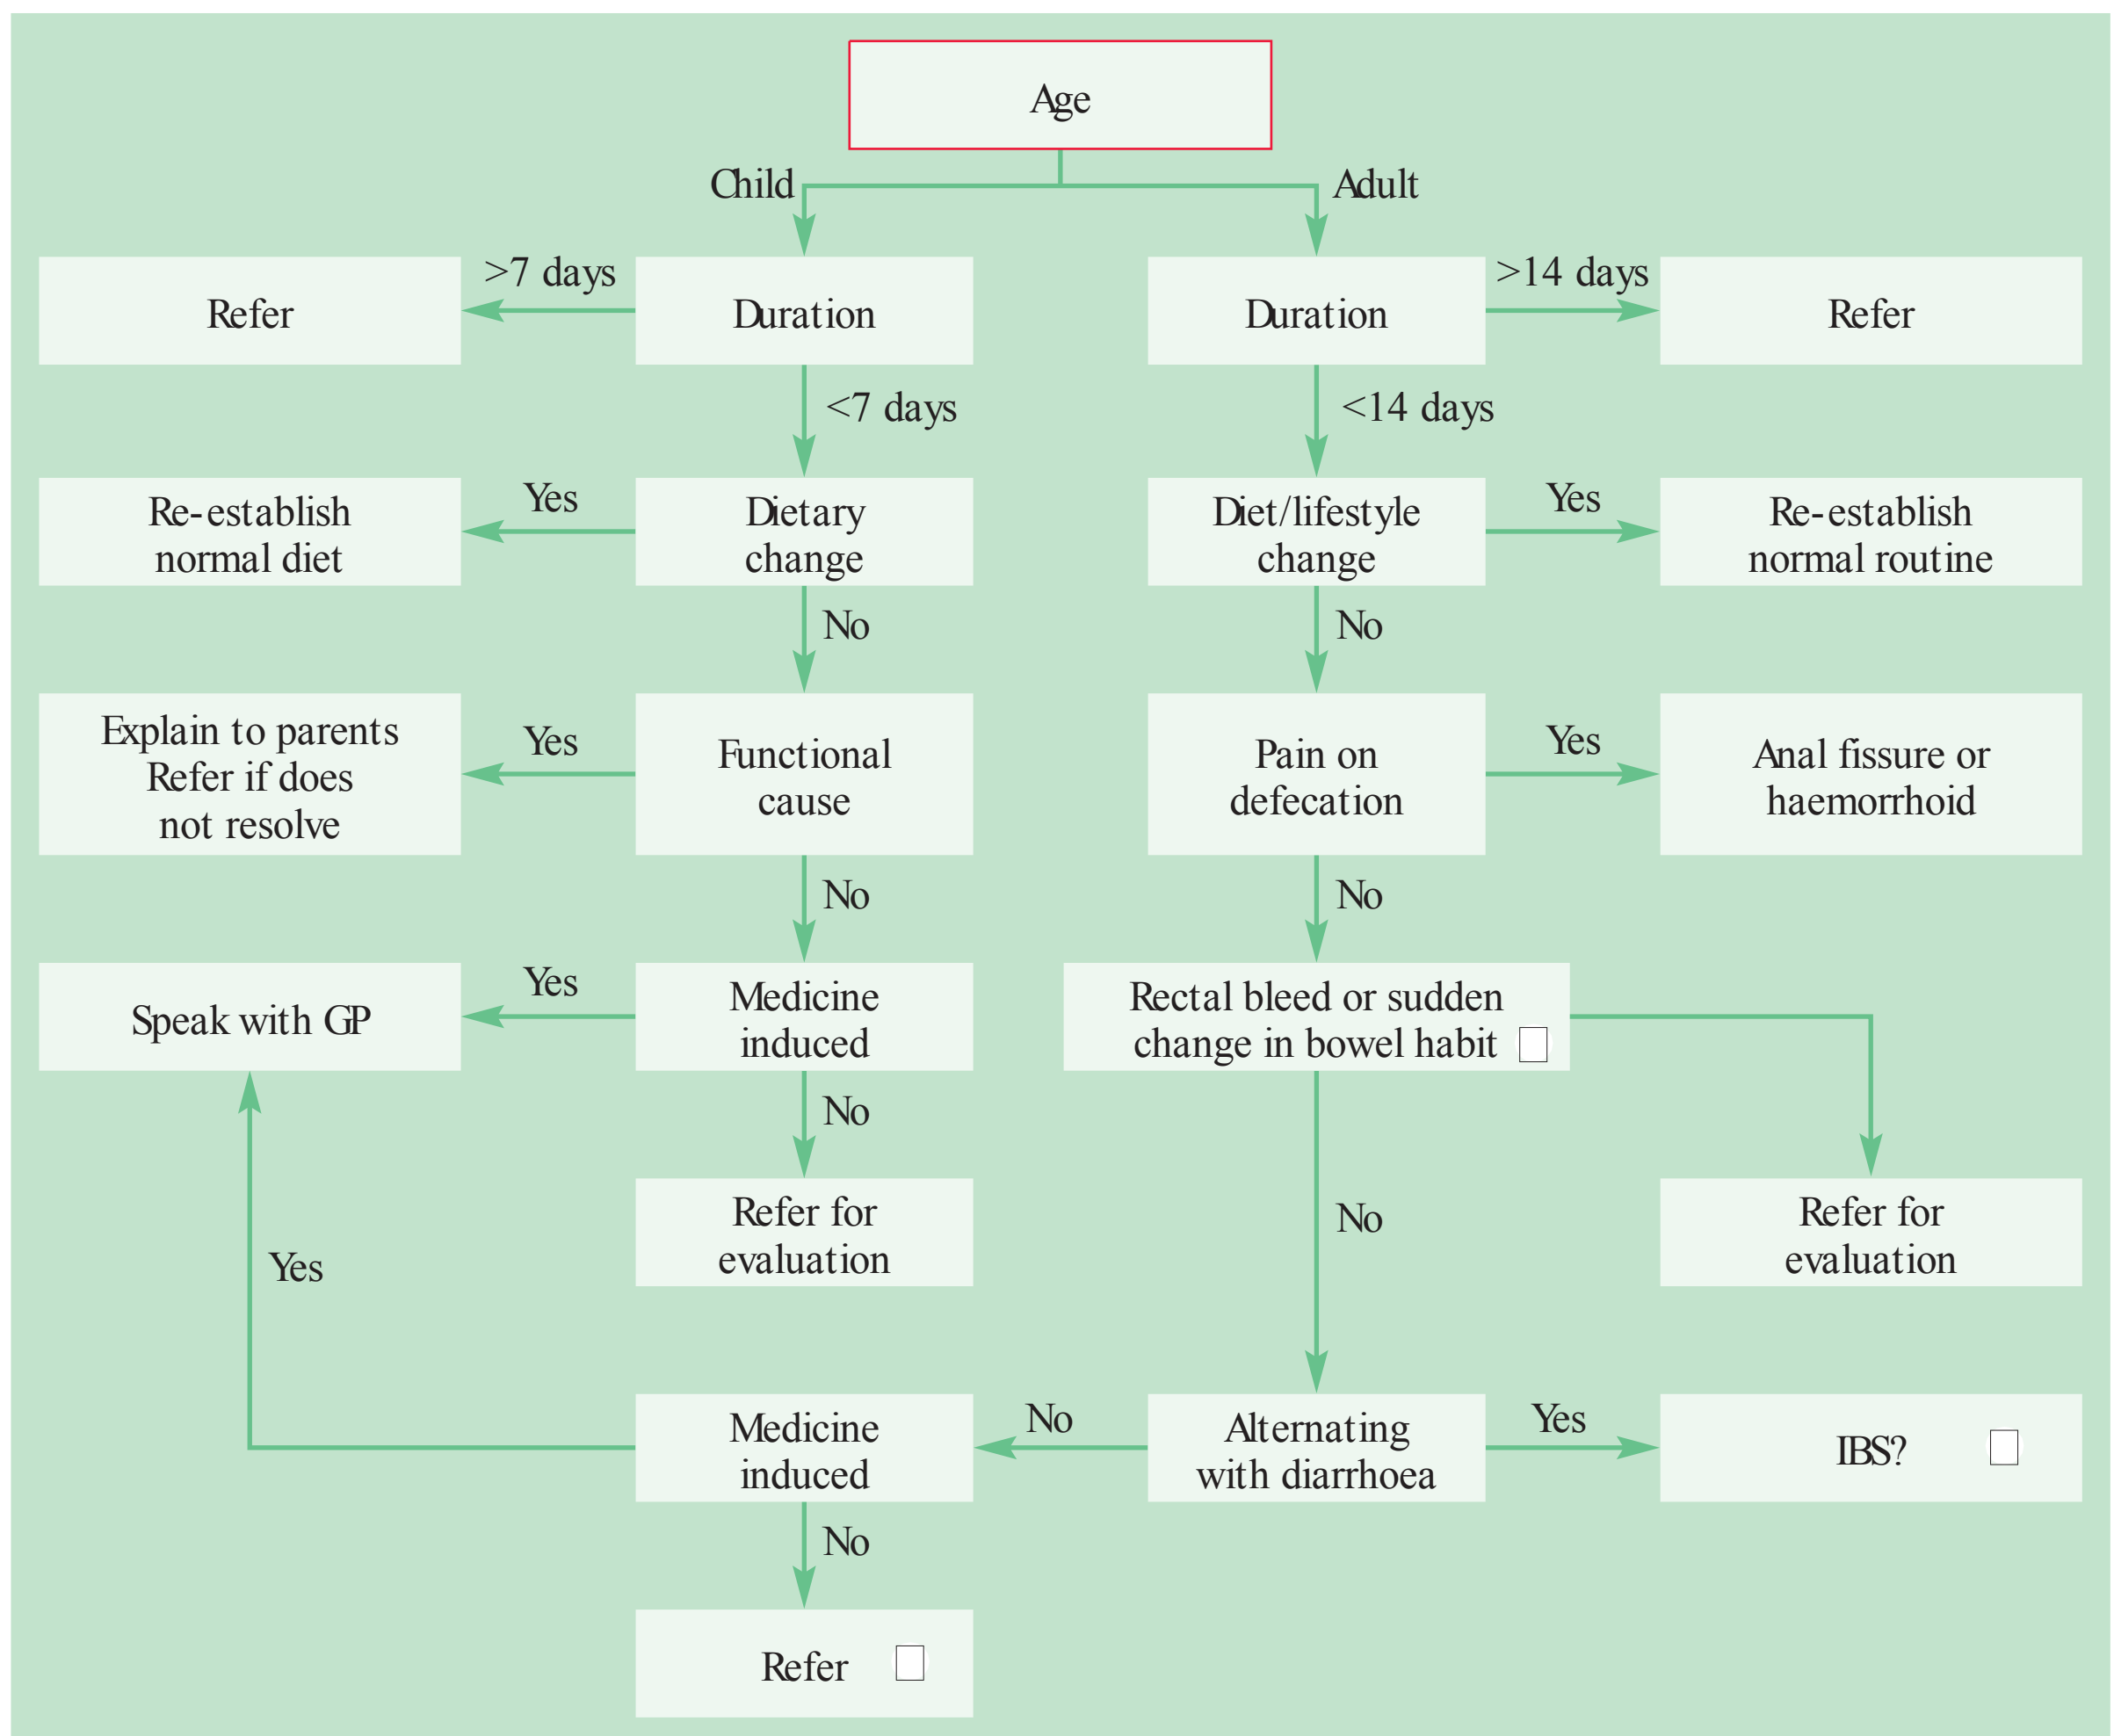 Age
Child
Adult
Refer
>7 days
Duration
Duration
>14 days
Refer
<7 days
<14 days
Re-establish
normal diet
Yes
Dietary
change
Diet/lifestyle
change
Yes
Re-establish
normal routine
No
No
Explain to parents
Refer if does
not resolve
Yes
Functional
cause
Pain on
defecation
Yes
Anal fissure or
haemorrhoid
No
No
Speak with GP
Yes
Medicine
induced
Rectal bleed or sudden
change in bowel habit
No
Refer for
evaluation
No
Refer for
evaluation
Yes
Medicine
induced
No
Alternating
with diarrhoea
Yes
IBS?
No
Refer